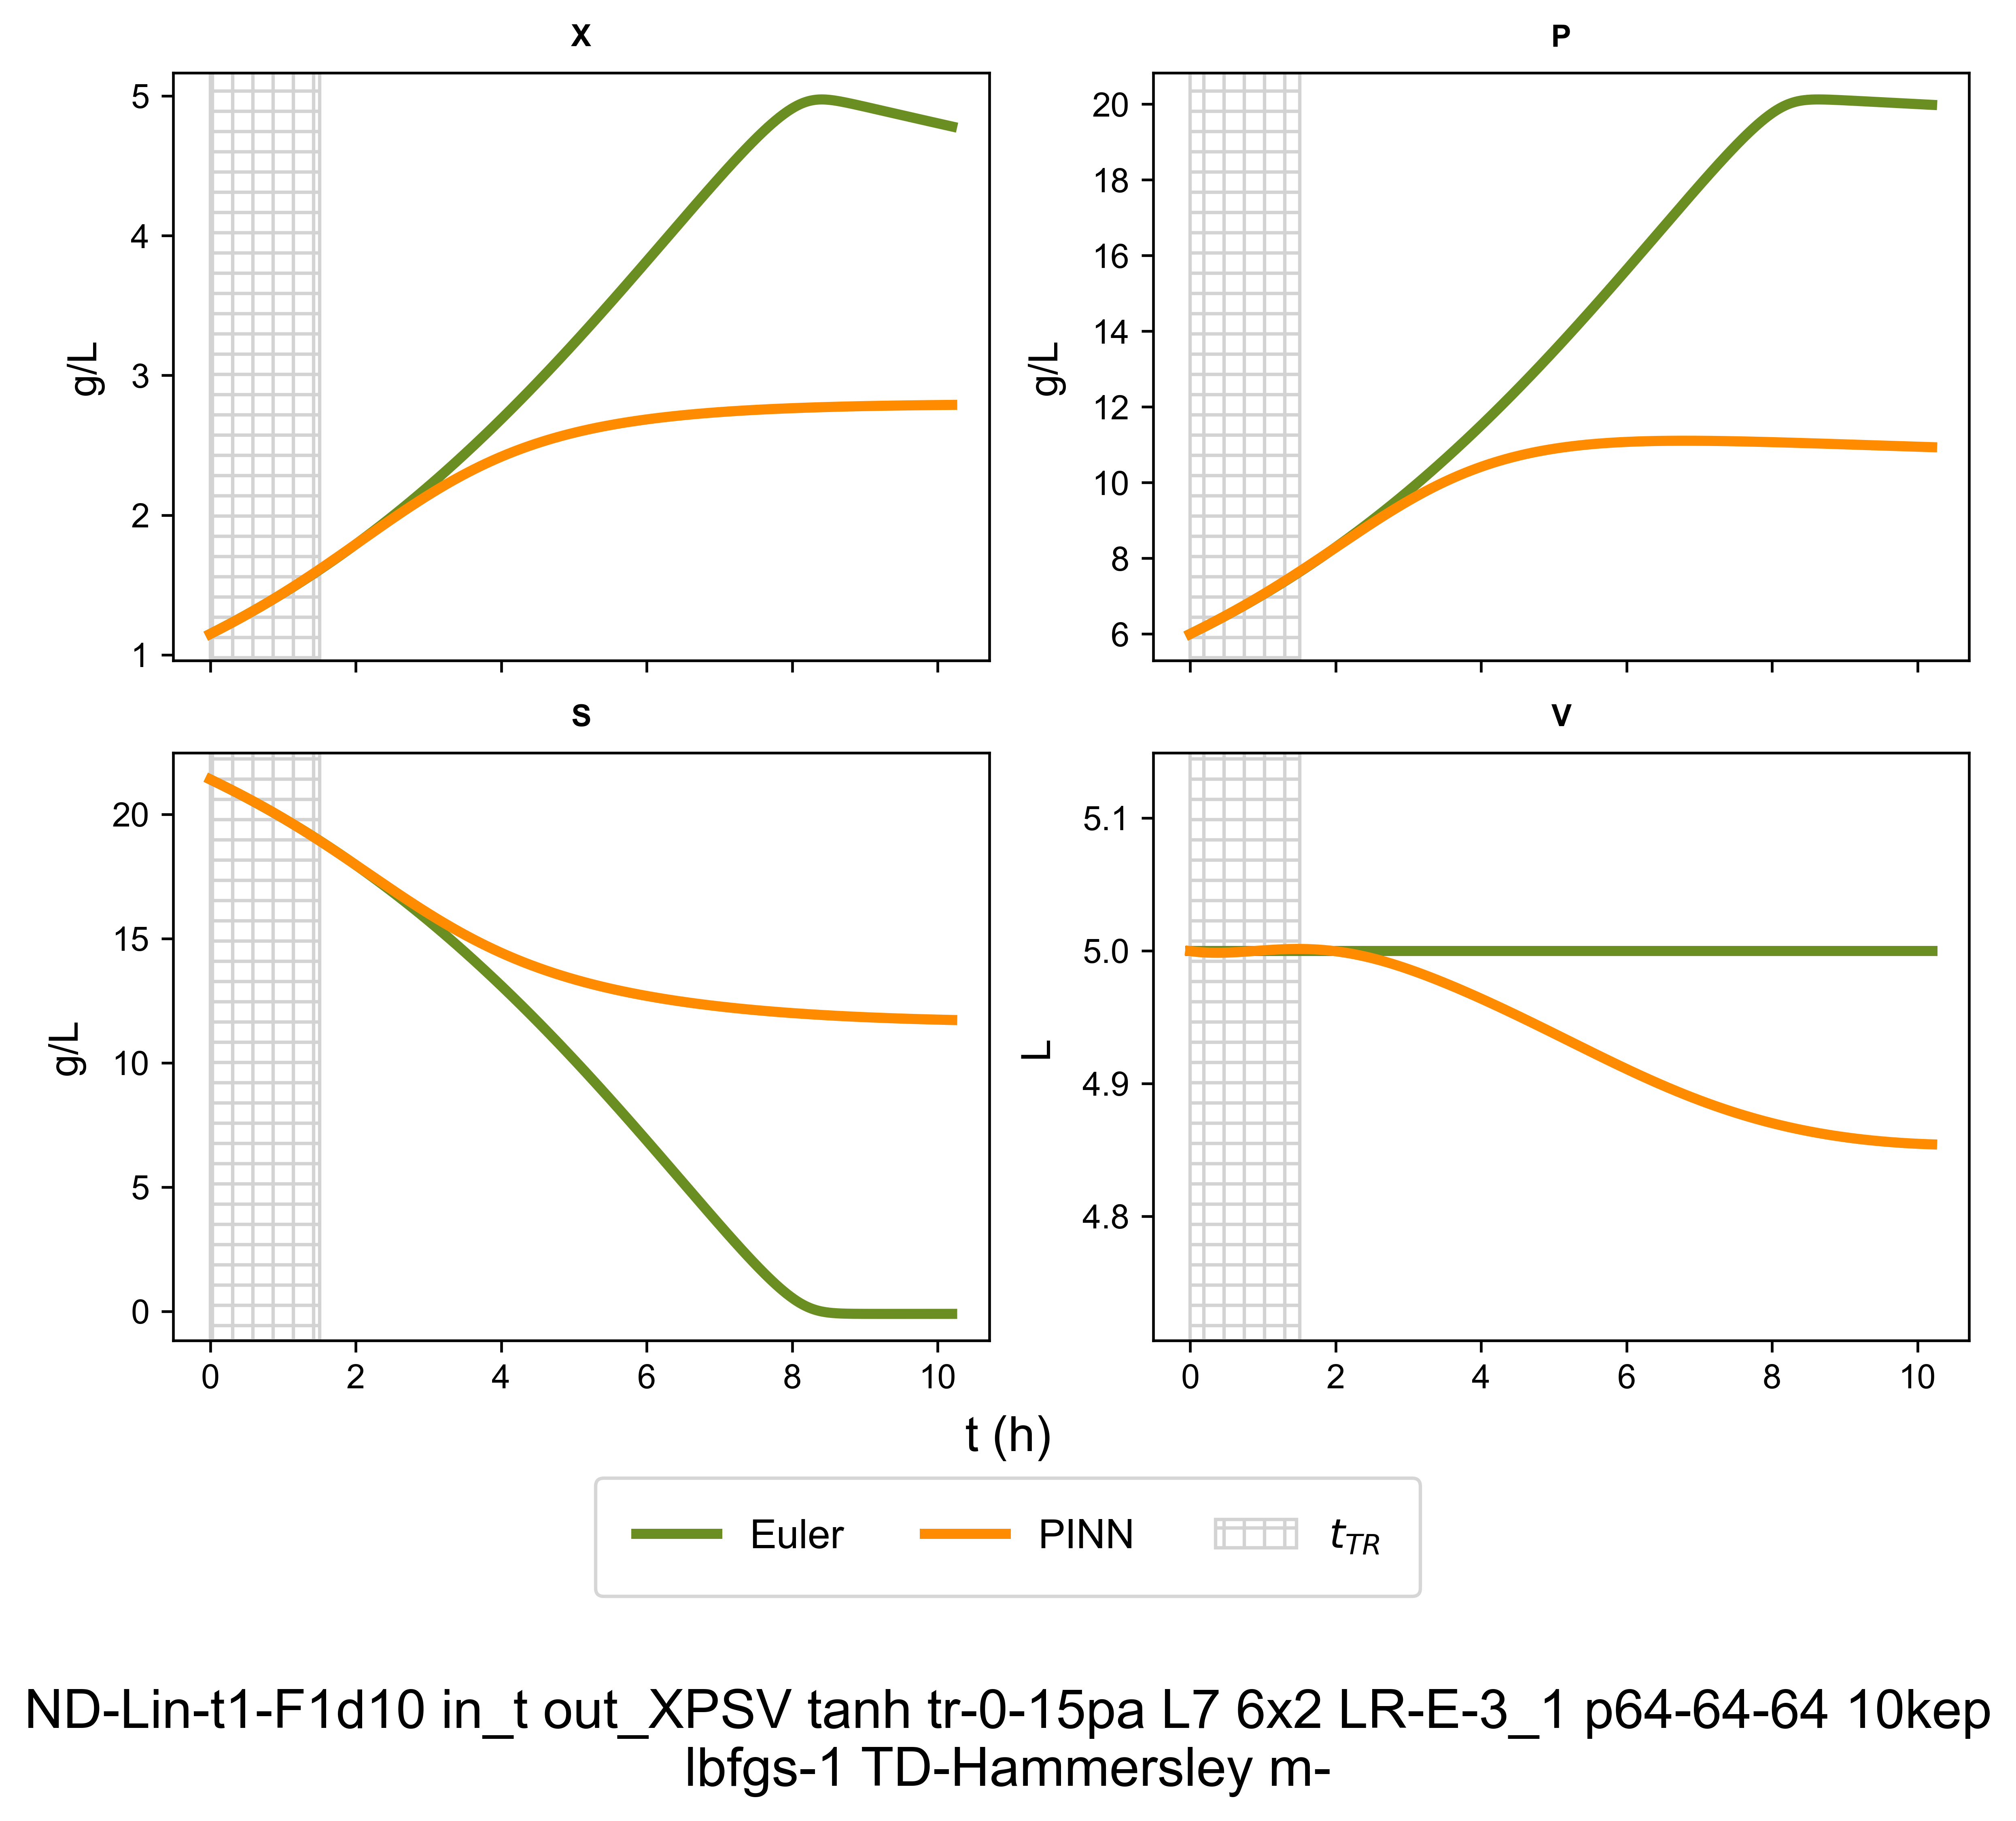 X
P
5
4
3
2
1
g/L
20
18
16
14
12
10
8
6
g/L
S
V
20
15
10
5
0
g/L
5.1
5.0
4.9
4.8
L
0 2 4 6 8 10
0 2 4 6 8 10
t (h)
Euler PINN t_TR
ND-Lin-t1-F1d10 in_t out_XPSV tanh tr-0-15pa L7 6x2 LR-E-3_1 p64-64-64 10kep
lbfgs-1 TD-Hammersley m-